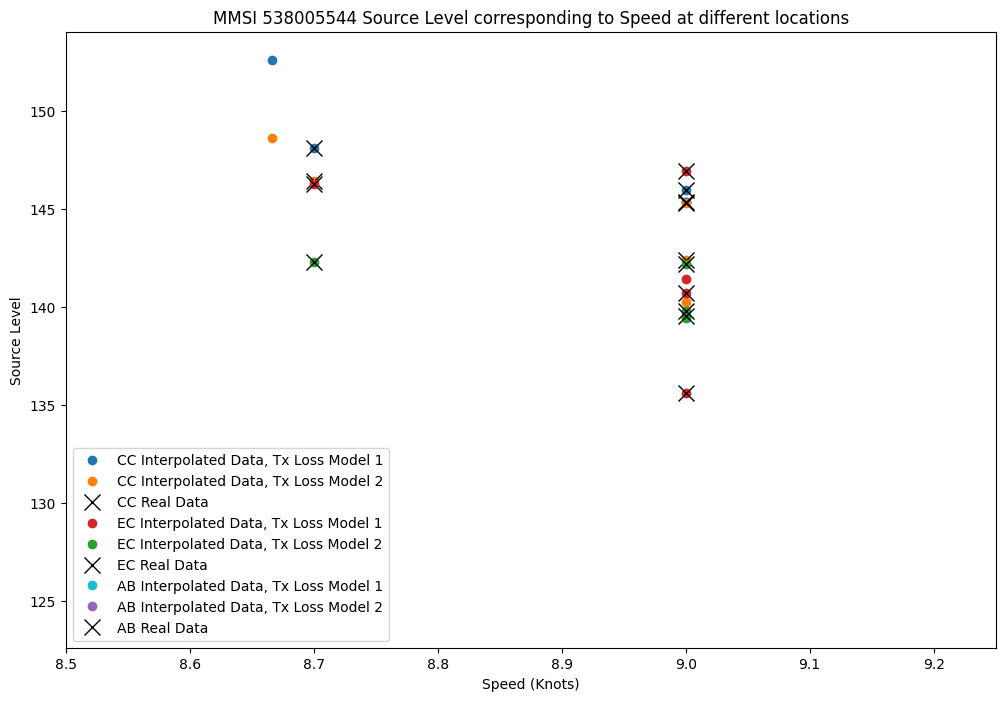 MMSI 538005544 Source Level corresponding to Speed at different locations
Source Level
150
145
140
135
130
125
CC Interpolated Data, Tx Loss Model 1
CC Interpolated Data, Tx Loss Model 2
CC Real Data
EC Interpolated Data, Tx Loss Model 1
EC Interpolated Data, Tx Loss Model 2
EC Real Data
AB Interpolated Data, Tx Loss Model 1
AB Interpolated Data, Tx Loss Model 2
AB Real Data
8.5 8.6 8.7 8.8 8.9 9.0 9.1 9.2
Speed (Knots)